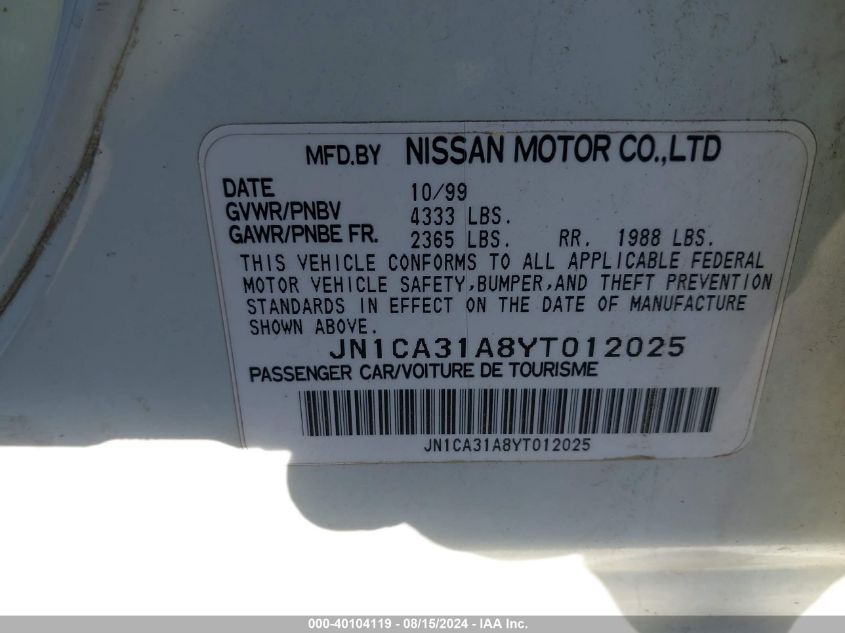 MFD.BY NISSAN MOTOR CO.,LTD
DATE 10/99
GVWR/PNBV 4333 LBS.
GAWR/PNBE FR. 2365 LBS. RR. 1988 LBS.
THIS VEHICLE CONFORMS TO ALL APPLICABLE FEDERAL
MOTOR VEHICLE SAFETY,BUMPER,AND THEFT PREVENTION
STANDARDS IN EFFECT ON THE DATE OF MANUFACTURE
SHOWN ABOVE.
JN1CA31A8YT012025
PASSENGER CAR/VOITURE DE TOURISME
JN1CA31A8YT012025
000-40104119 - 08/15/2024 - IAA Inc.